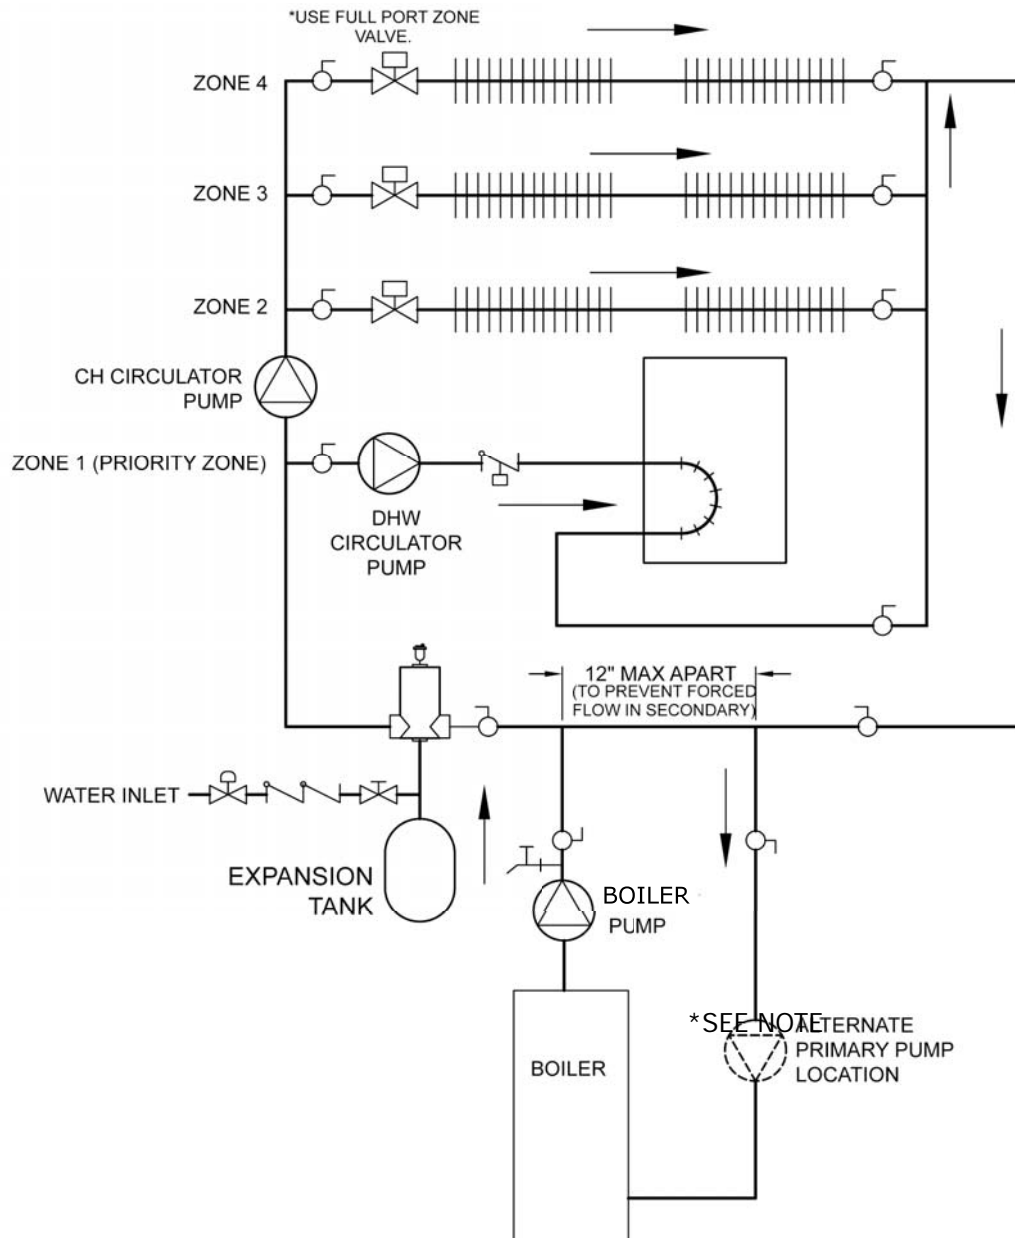 *USE FULL PORT ZONE
VALVE.
ZONE 4
ZONE 3
ZONE 2
CH CIRCULATOR
PUMP
ZONE 1 (PRIORITY ZONE)
DHW
CIRCULATOR
PUMP
12" MAX APART
(TO PREVENT FORCED
FLOW IN SECONDARY)
WATER INLET
EXPANSION
TANK
BOILER
PUMP
*SEE NOTE
ALTERNATE
PRIMARY PUMP
LOCATION
BOILER